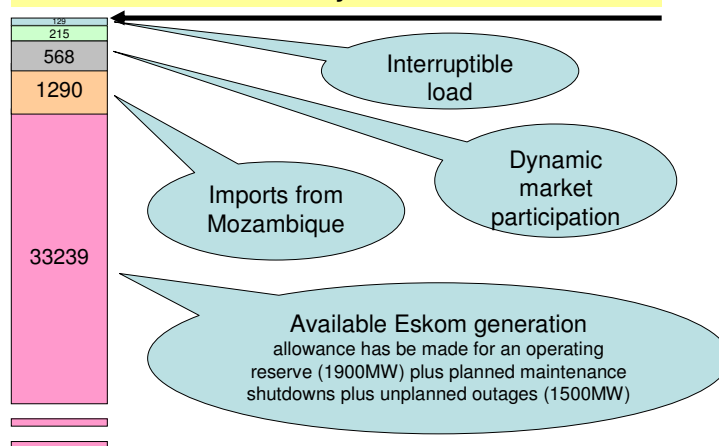 129
215
568
1290
33239
Interruptible
load
Dynamic
market
participation
Imports from
Mozambique
Available Eskom generation
allowance has be made for an operating
reserve (1900MW) plus planned maintenance
shutdowns plus unplanned outages (1500MW)